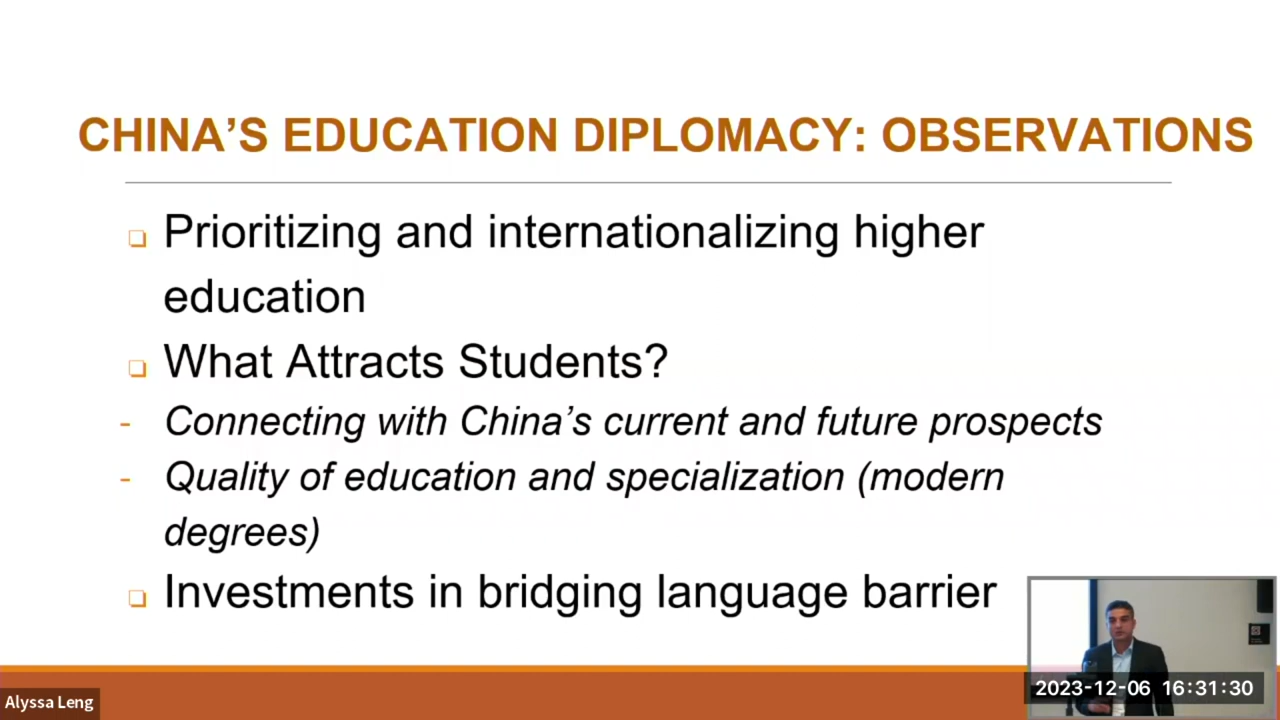 CHINA’S EDUCATION DIPLOMACY: OBSERVATIONS
Prioritizing and internationalizing higher
education
What Attracts Students?
- Connecting with China’s current and future prospects
- Quality of education and specialization (modern
degrees)
Investments in bridging language barrier
2023-12-06 16:31:30
Alyssa Leng